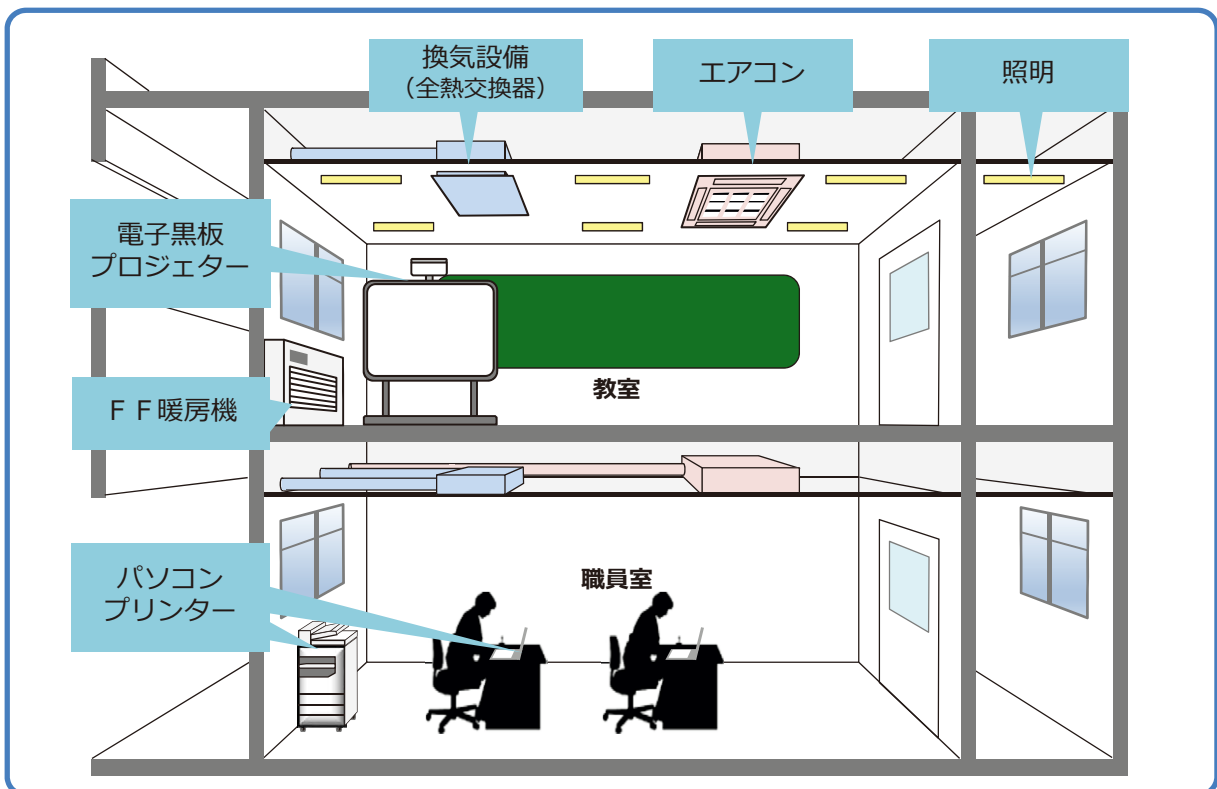 換気設備
（全熱交換器）
エアコン
照明
電子黒板
プロジェター
教室
ＦＦ暖房機
職員室
パソコン
プリンター